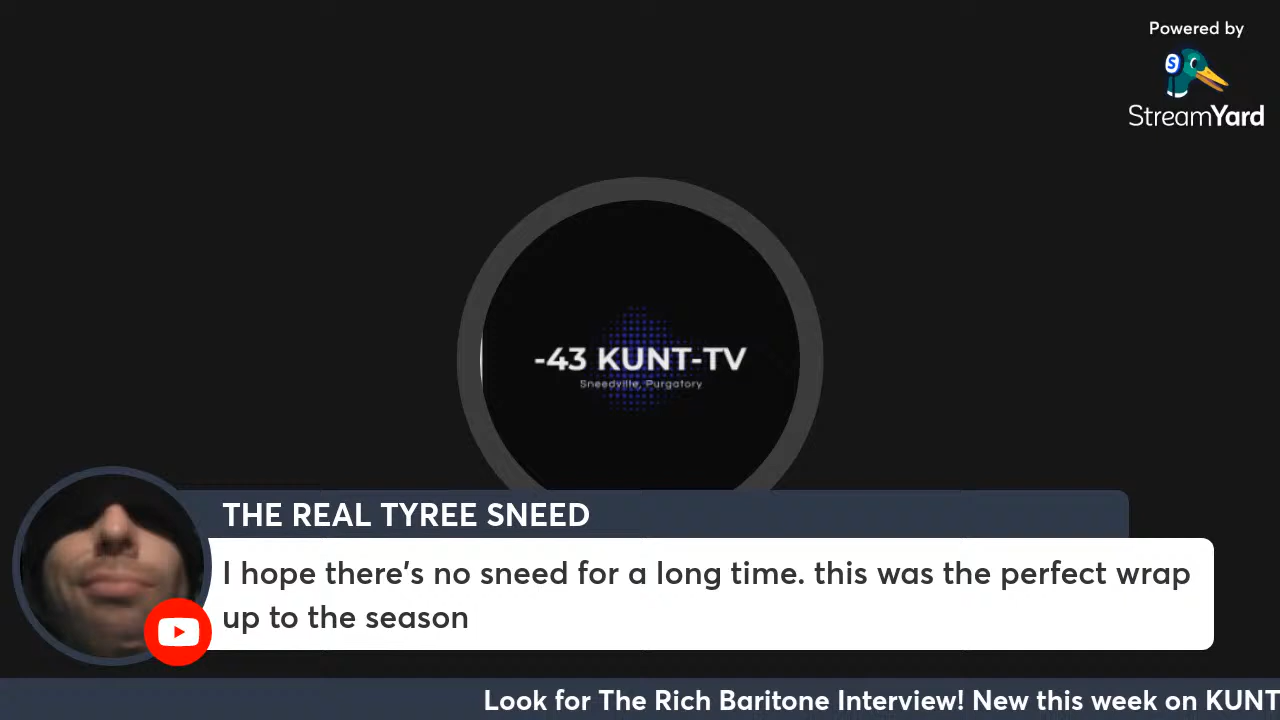 Powered by
StreamYard
-43 KUNT-TV
Sneedville, Purgatory
THE REAL TYREE SNEED
I hope there's no sneed for a long time. this was the perfect wrap
up to the season
Look for The Rich Baritone Interview! New this week on KUNT